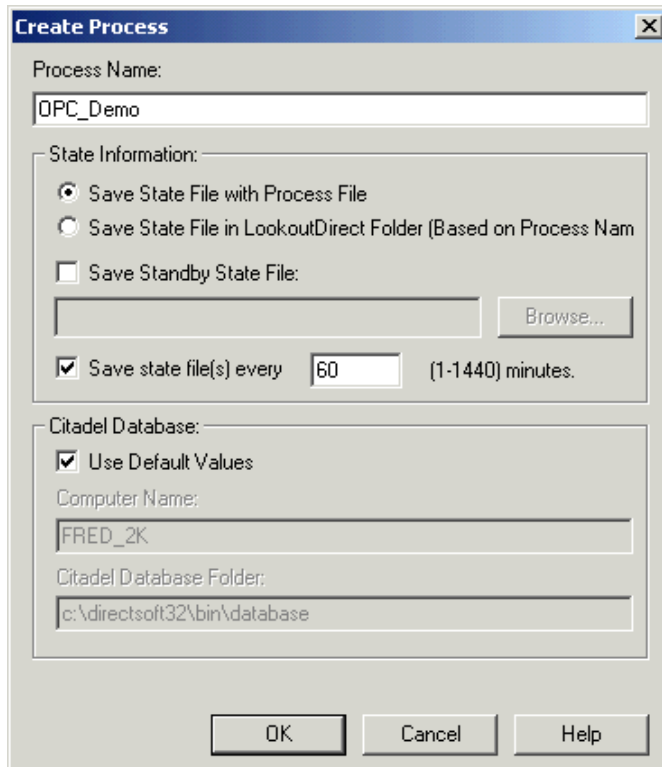 Create Process
Process Name:
OPC_Demo
State Information:
Save State File with Process File
Save State File in LookoutDirect Folder (Based on Process Nam
Save Standby State File:
Browse...
Save state file(s) every 60 (1-1440) minutes.
Citadel Database:
Use Default Values
Computer Name:
FRED_2K
Citadel Database Folder:
c:\directsoft32\bin\database
OK Cancel Help